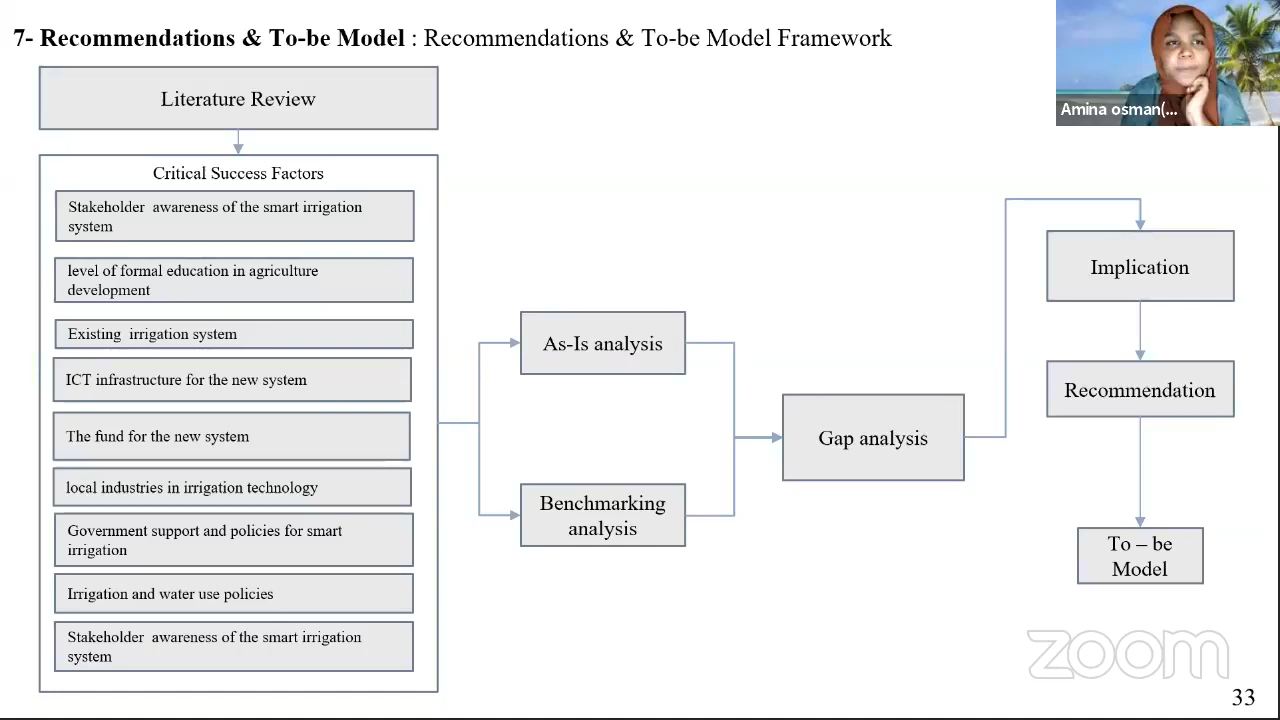 7- Recommendations & To-be Model : Recommendations & To-be Model Framework
Amina osman(...
Literature Review
Critical Success Factors
Stakeholder awareness of the smart irrigation
system
level of formal education in agriculture
development
Existing irrigation system
ICT infrastructure for the new system
The fund for the new system
local industries in irrigation technology
Government support and policies for smart
irrigation
Irrigation and water use policies
Stakeholder awareness of the smart irrigation
system
As-Is analysis
Benchmarking
analysis
Gap analysis
Implication
Recommendation
To – be
Model
zoom
33